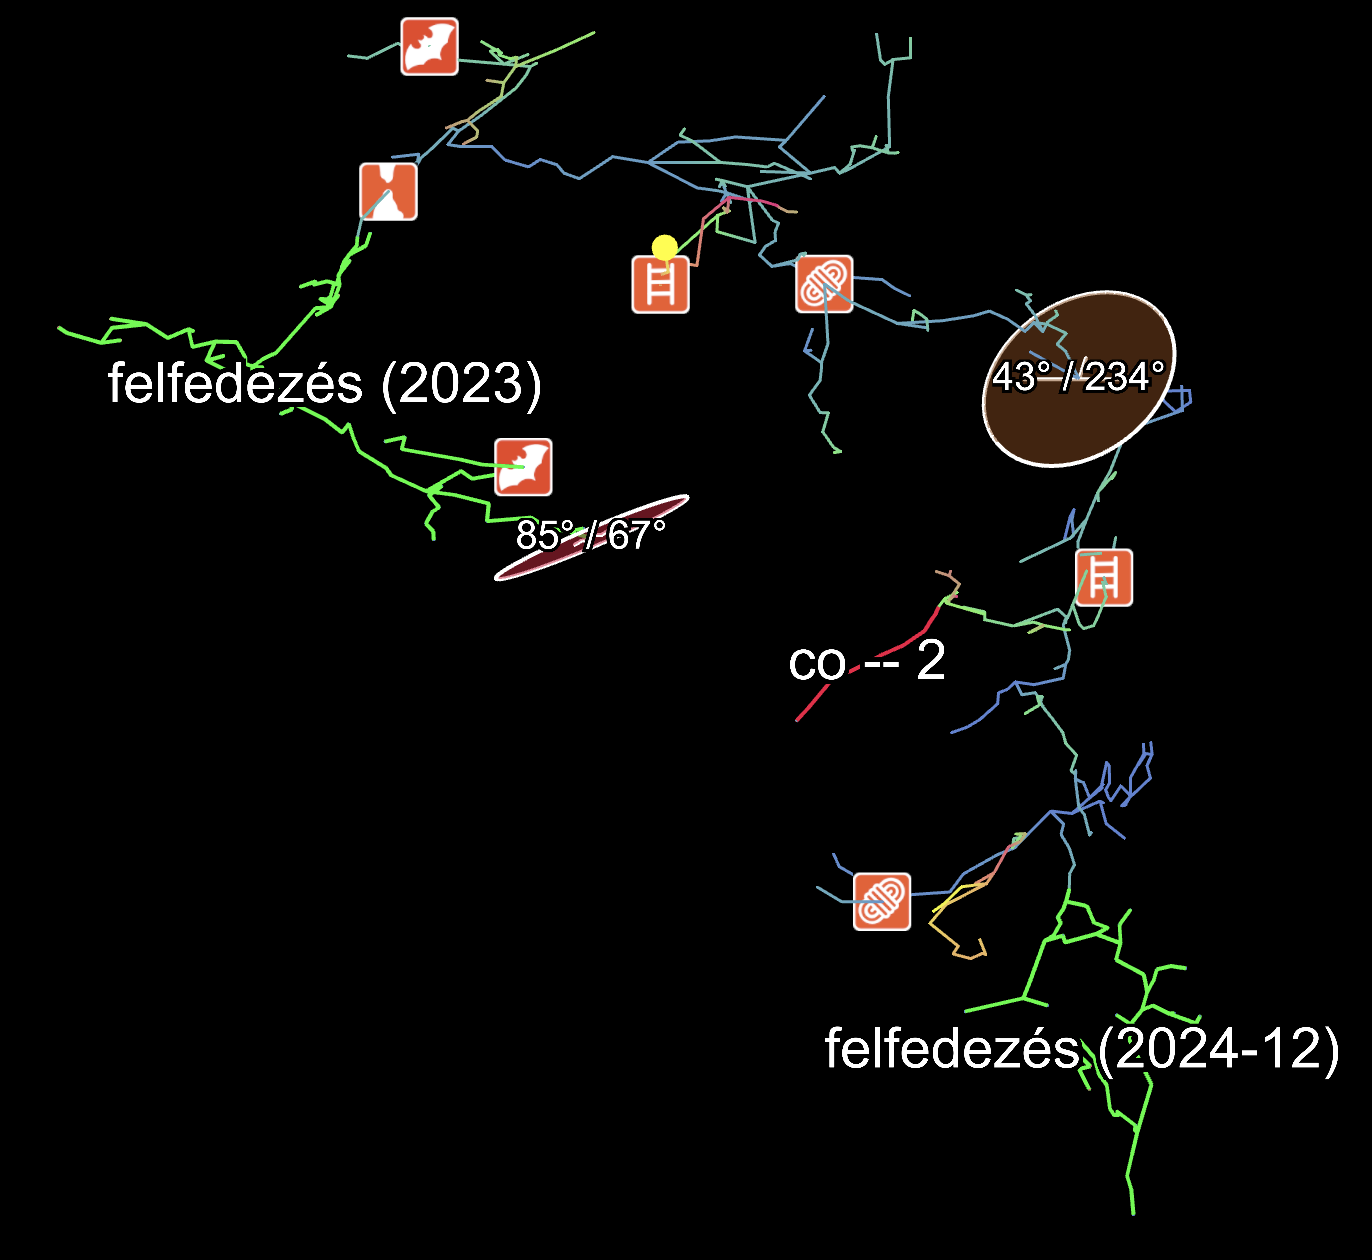 felfedezés (2023)
43° / 234°
85° / 67°
co -- 2
felfedezés (2024-12)